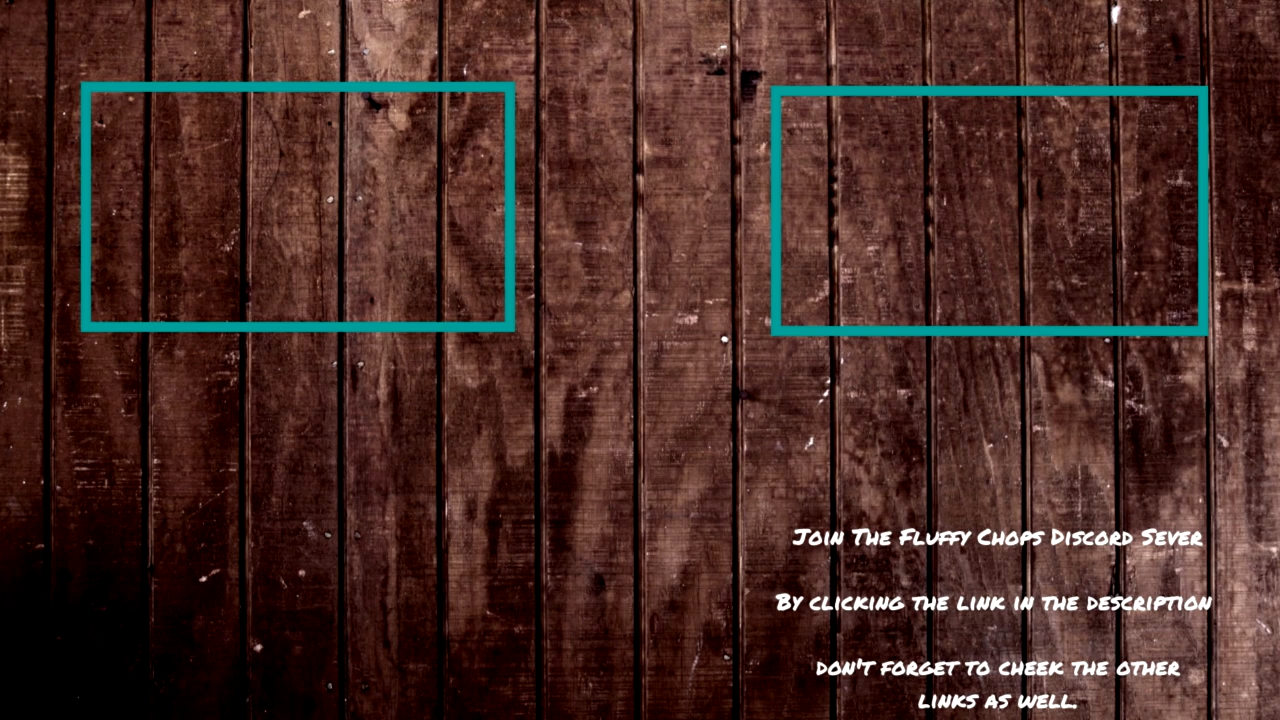 Join The Fluffy Chops Discord Sever
By clicking the link in the description
don't forget to cheek the other
links as well.